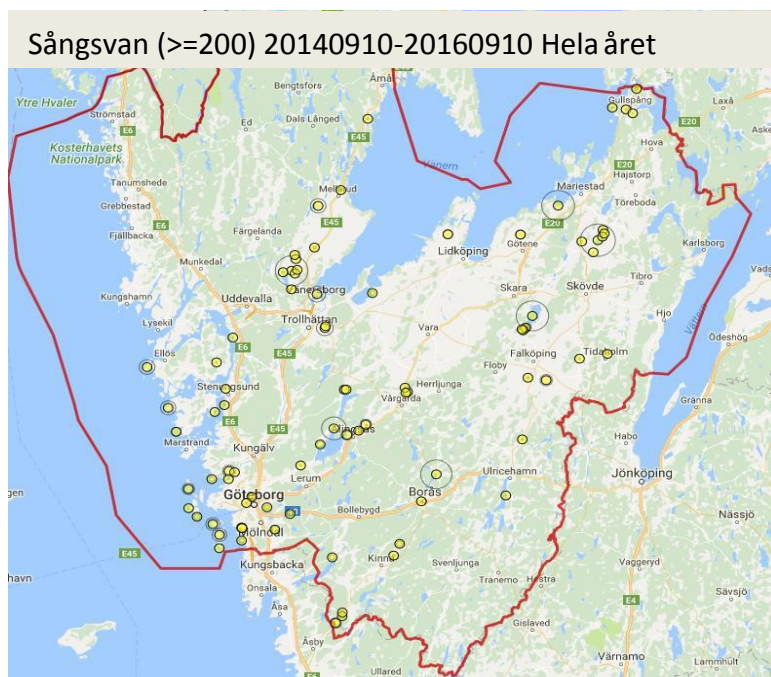 Sångsvan (>=200) 20140910-20160910 Hela året
Bengtsfors
Åmål
Gullspång
Laxå
Ytre Hvaler
Strömstad
E6
Ed
Dals Långed
E45
E20
Hova
Kosterhavets
Nationalpark
Vänern
E20
Hajstorp
Tanumshede
Mariestad
Töreboda
Grebbestad
E6
E45
E20
Fjällbacka
Färgelanda
Lidköping
Götene
Karlsborg
Munkedal
Tibro
Kungshamn
Vänersborg
Skara
Skövde
Uddevalla
Hjo
Lysekil
Trollhättan
Vara
Vättern
Ödeshög
E6
E45
Falköping
Tidaholm
Ellös
Floby
Stenungsund
Herrljunga
Gränna
Vårgårda
E6
Marstrand
Habo
Kungälv
Lerum
Ulricehamn
Jönköping
Göteborg
Borås
Bollebygd
Nässjö
Mölndal
E45
Kinna
Svenljunga
Vaggeryd
Kungsbacka
Tranemo
Hestra
Onsala
E4
Sävsjö
Åsa
Gislaved
Åsby
Värnamo
E6
Ullared
Lammhult